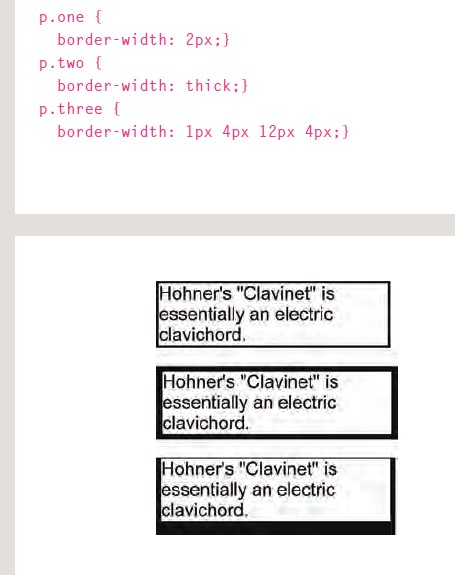 p.one {
border-width: 2px;}
p.two {
border-width: thick;}
p.three {
border-width: 1px 4px 12px 4px;}
Hohner's "Clavinet" is
essentially an electric
clavichord.
Hohner's "Clavinet" is
essentially an electric
clavichord.
Hohner's "Clavinet" is
essentially an electric
clavichord.